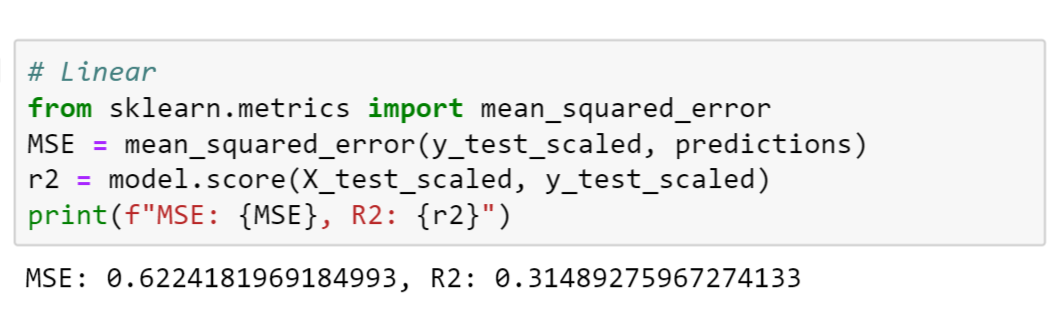 # Linear
from sklearn.metrics import mean_squared_error
MSE = mean_squared_error(y_test_scaled, predictions)
r2 = model.score(X_test_scaled, y_test_scaled)
print(f"MSE: {MSE}, R2: {r2}")
MSE: 0.6224181969184993, R2: 0.31489275967274133